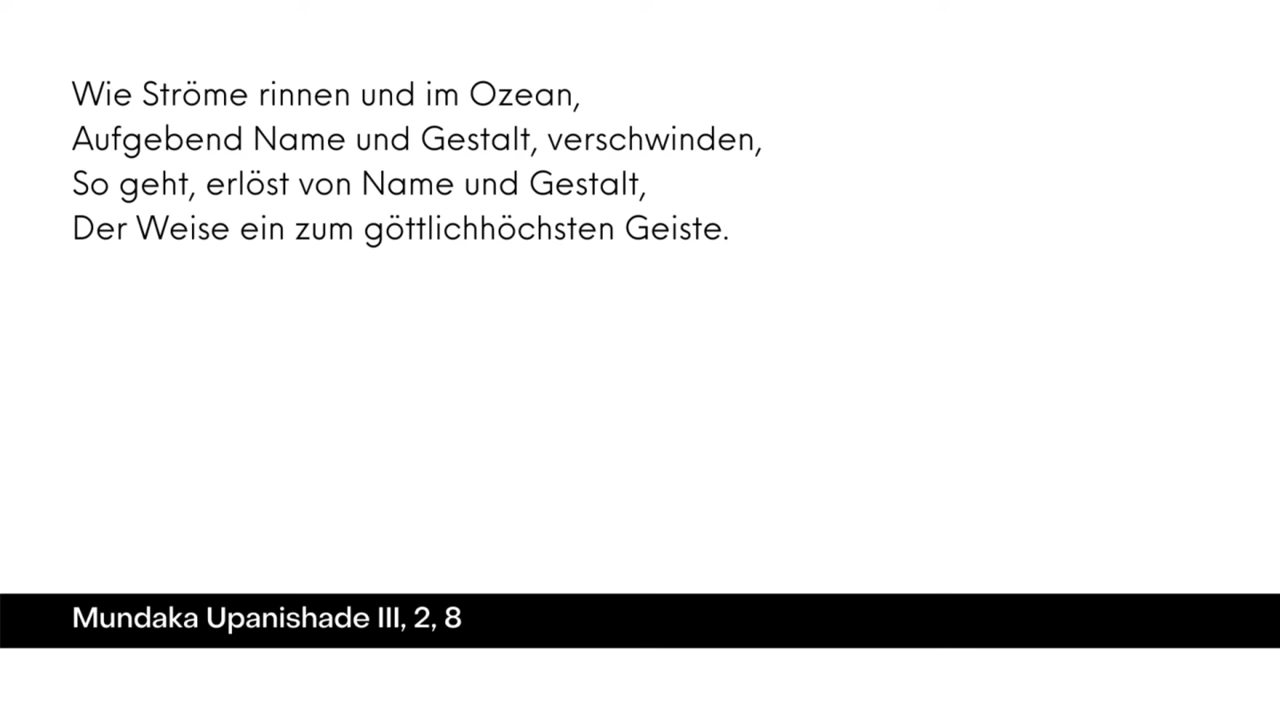 Wie Ströme rinnen und im Ozean,
Aufgebend Name und Gestalt, verschwinden,
So geht, erlöst von Name und Gestalt,
Der Weise ein zum göttlichhöchsten Geiste.
Mundaka Upanishade III, 2, 8